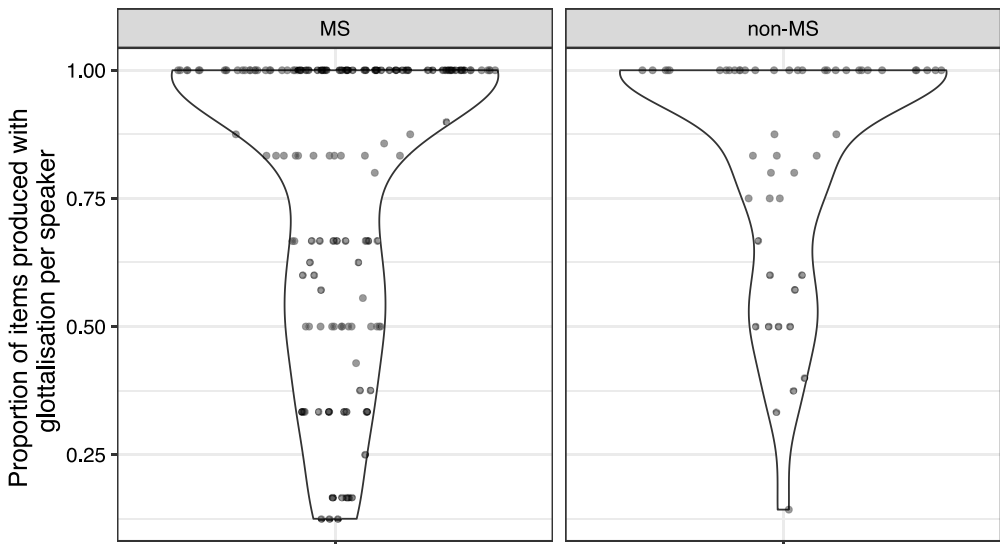 MS
non-MS
Proportion of items produced with
glottalisation per speaker
1.00
0.75
0.50
0.25